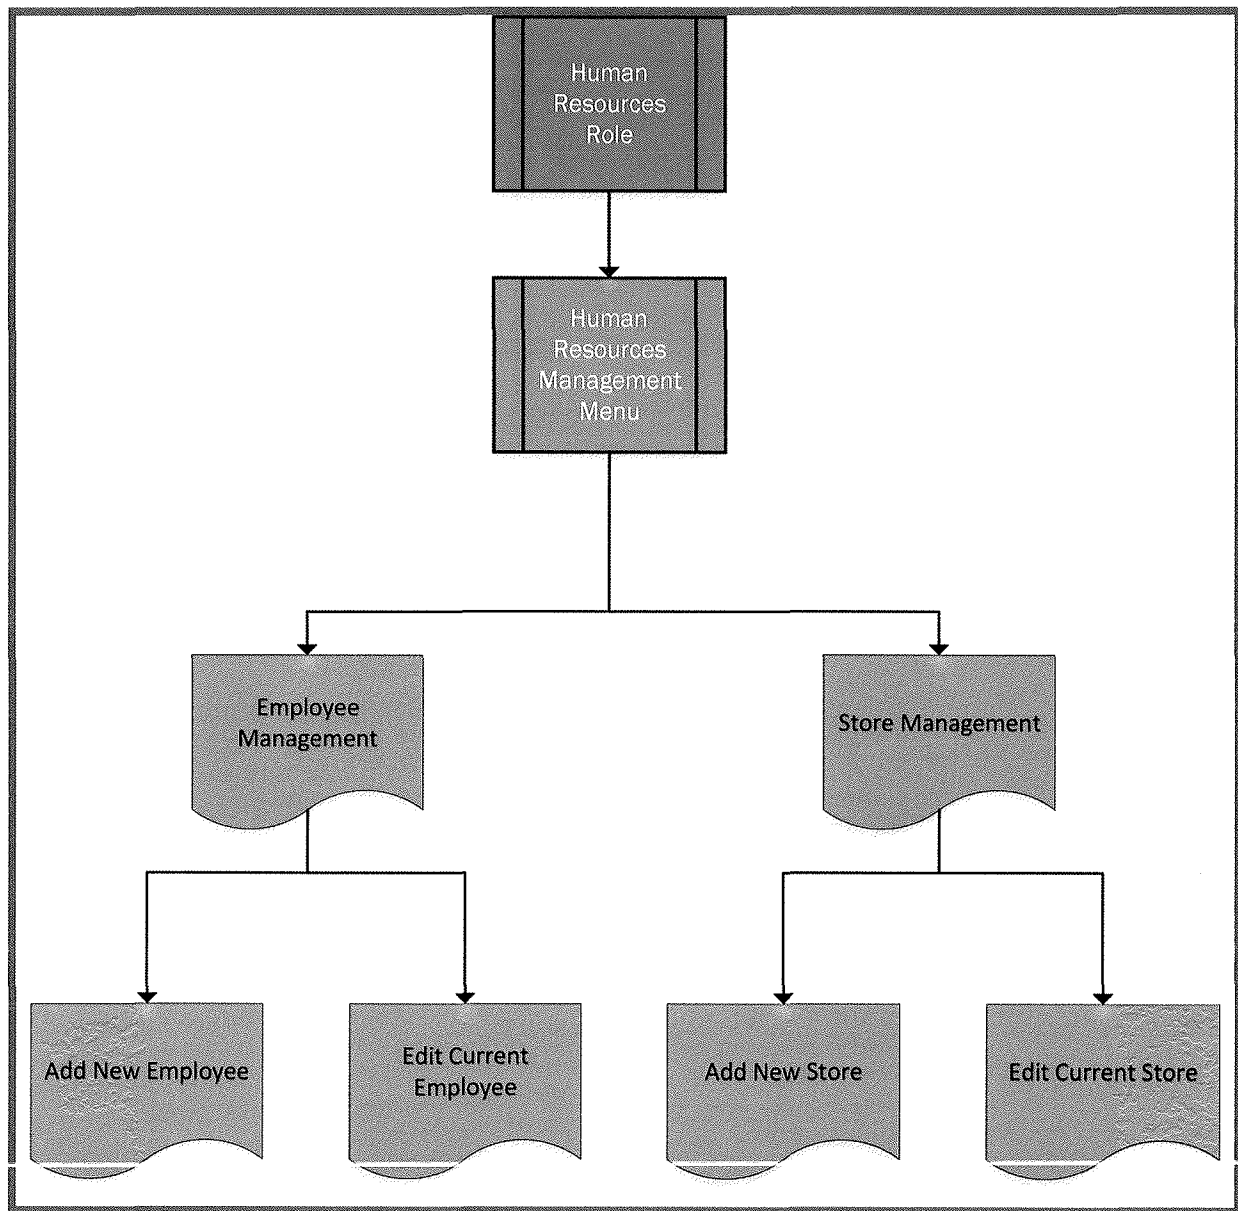 Human
Resources
Role
Human
Resources
Management
Menu
Employee
Management
Store Management
Add New Employee
Edit Current
Employee
Add New Store
Edit Current Store